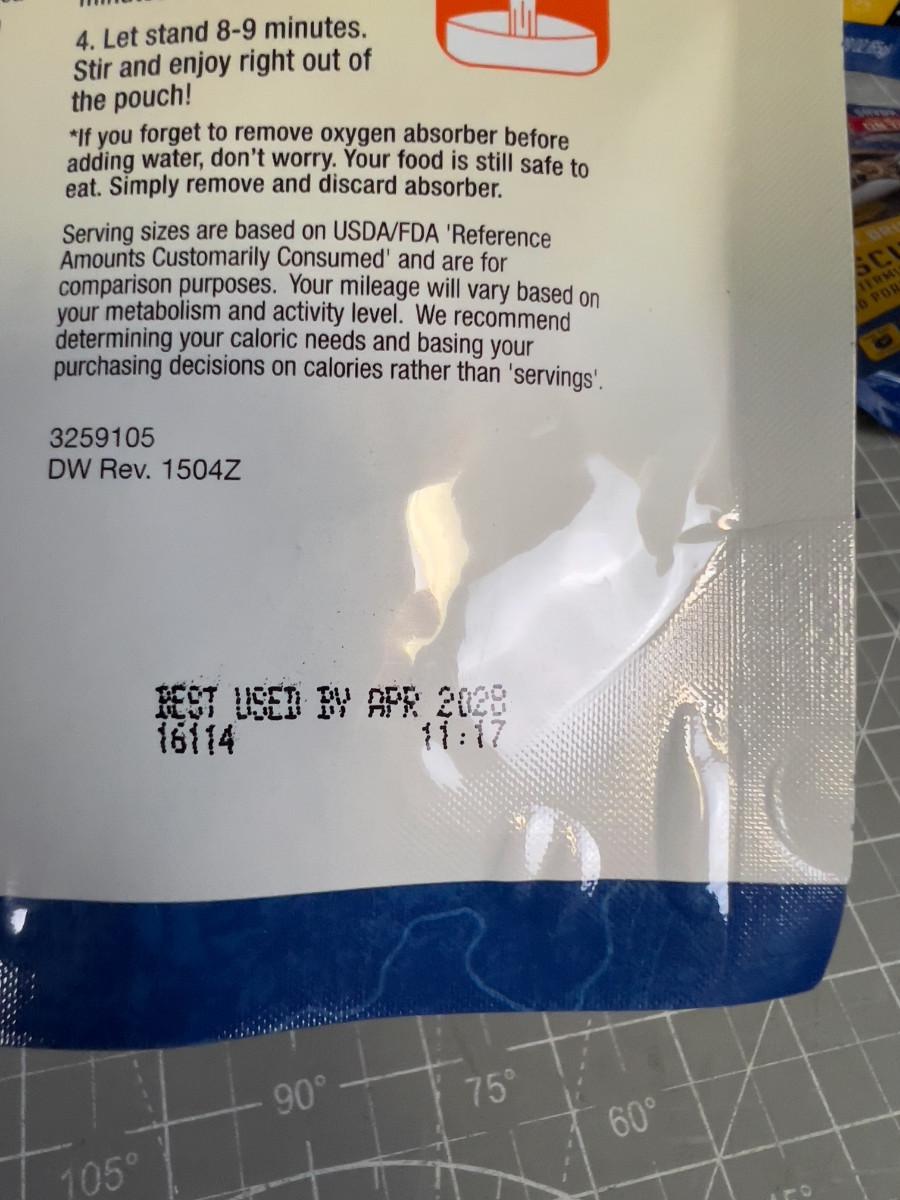 4. Let stand 8-9 minutes.
Stir and enjoy right out of
the pouch!
*If you forget to remove oxygen absorber before
adding water, don't worry. Your food is still safe to
eat. Simply remove and discard absorber.
Serving sizes are based on USDA/FDA 'Reference
Amounts Customarily Consumed' and are for
comparison purposes. Your mileage will vary based on
your metabolism and activity level. We recommend
determining your caloric needs and basing your
purchasing decisions on calories rather than 'servings'.
3259105
DW Rev. 1504Z
BEST USED BY APR 2028
16114 11:17
90° 75° 60°
105°